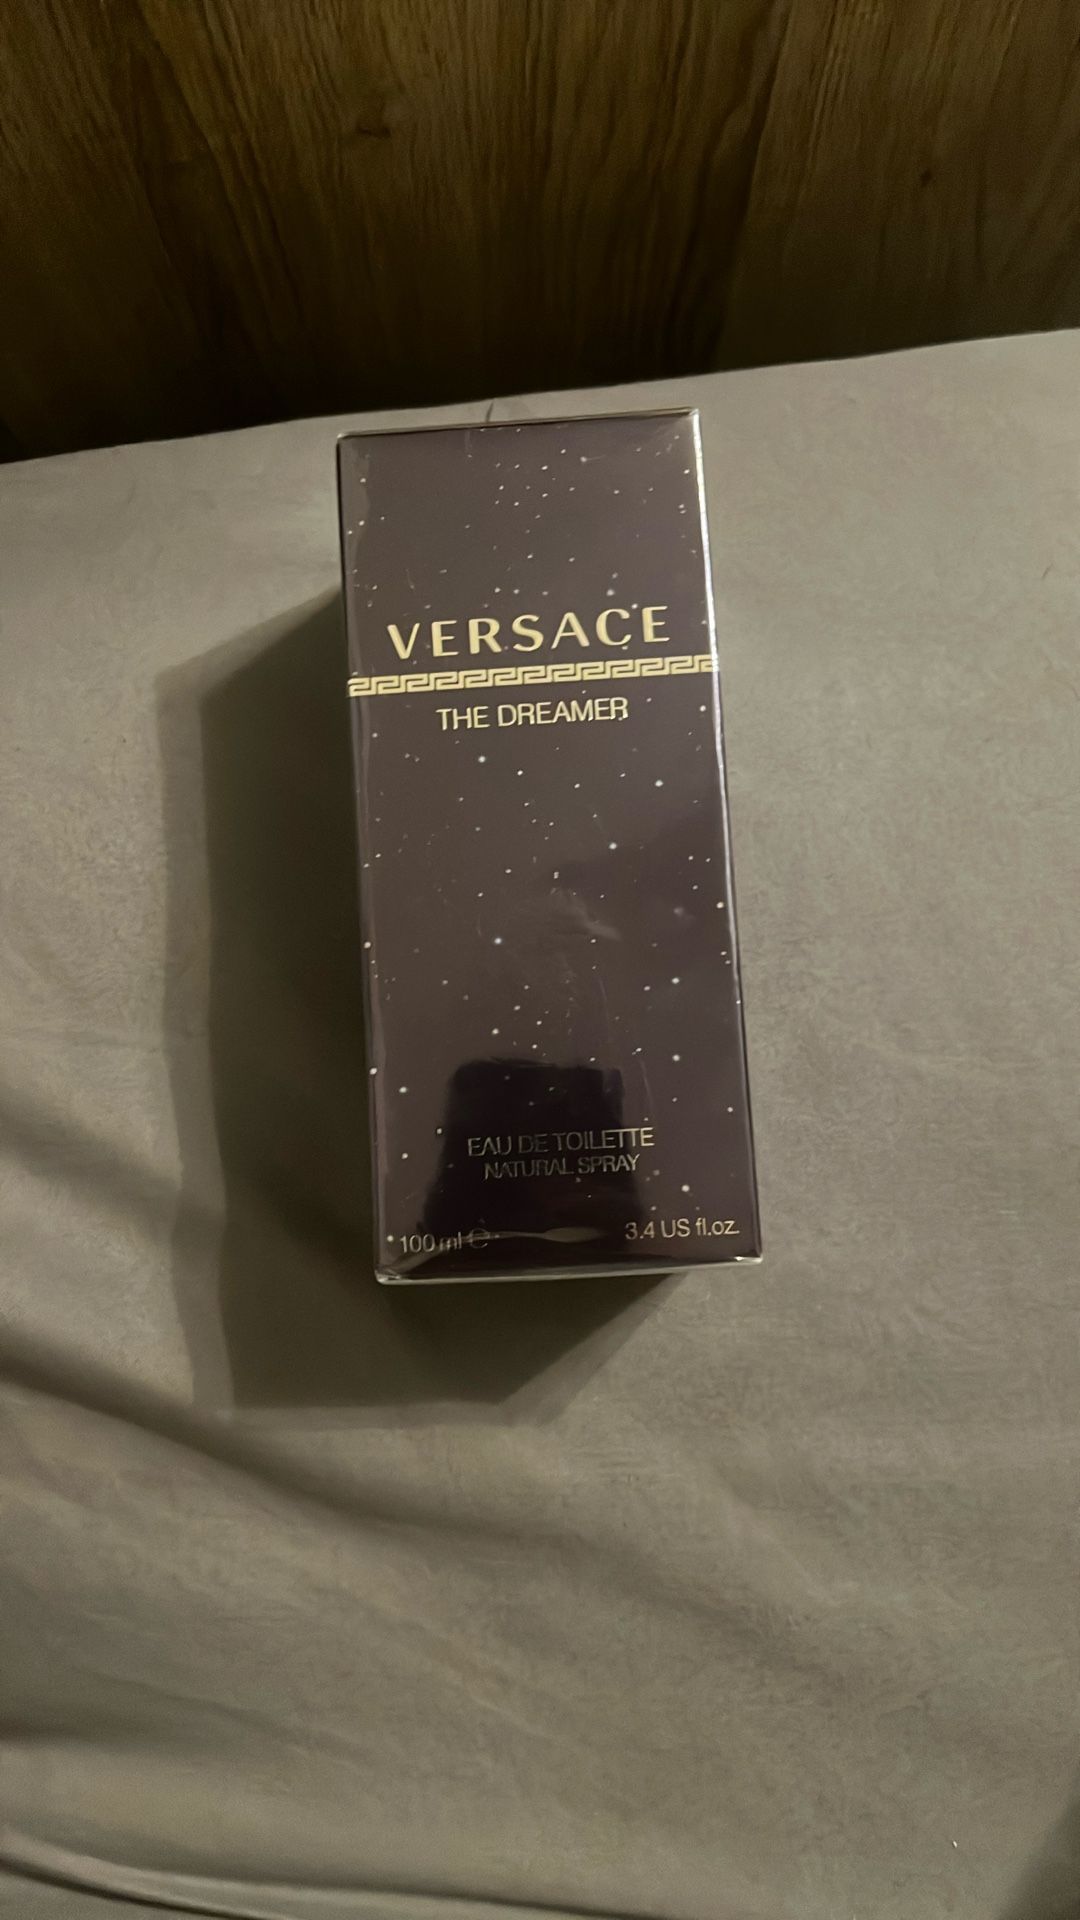 VERSACE
THE DREAMER
EAU DE TOILETTE
NATURAL SPRAY
100 ml ℮ 3.4 US fl.oz.